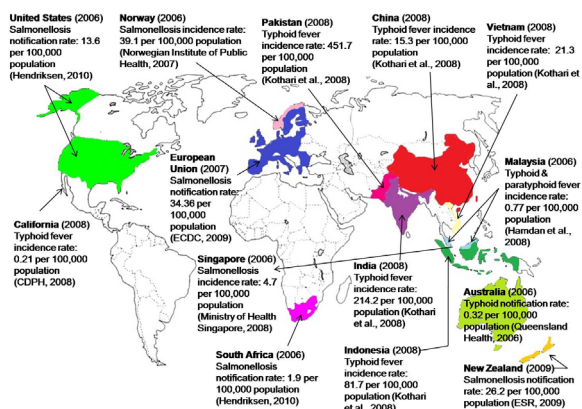 United States (2006)
Salmonellosis
notification rate: 13.6
per 100,000
population
(Hendriksen, 2010)
Norway (2006)
Salmonellosis incidence rate:
39.1 per 100,000 population
(Norwegian Institute of Public
Health, 2007)
Pakistan (2008)
Typhoid fever
incidence rate: 451.7
per 100,000
population
(Kothari et al., 2008)
China (2008)
Typhoid fever incidence
rate: 15.3 per 100,000
population
(Kothari et al., 2008)
Vietnam (2008)
Typhoid fever
incidence rate: 21.3
per 100,000
population (Kothari
et al., 2008)
European
Union (2007)
Salmonellosis
notification rate:
34.36 per
100,000
population
(ECDC, 2009)
Malaysia (2006)
Typhoid &
paratyphoid fever
incidence rate:
0.77 per 100,000
population
(Hamdan et al.,
2008)
California (2008)
Typhoid fever
incidence rate:
0.21 per 100,000
population
(CDPH, 2008)
Singapore (2006)
Salmonellosis
incidence rate: 4.7
per 100,000
population
(Ministry of Health
Singapore, 2008)
India (2008)
Typhoid fever
incidence rate:
214.2 per 100,000
population (Kothari
et al., 2008)
Australia (2006)
Typhoid notification rate:
0.32 per 100,000
population (Queensland
Health, 2006)
South Africa (2006)
Salmonellosis
notification rate: 1.9 per
100,000 population
(Hendriksen, 2010)
Indonesia (2008)
Typhoid fever
incidence rate:
81.7 per 100,000
population (Kothari
et al., 2008)
New Zealand (2009)
Salmonellosis notification
rate: 26.2 per 100,000
population (ESR, 2009)